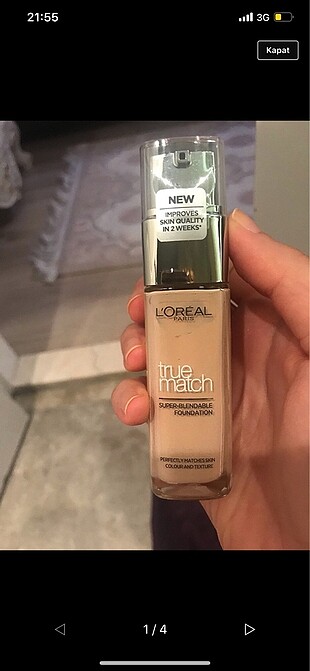 21:55
3G
Kapat
NEW
IMPROVES
SKIN QUALITY
IN 2 WEEKS*
L'ORÉAL
PARIS
true
match
SUPER-BLENDABLE
FOUNDATION
PERFECTLY MATCHES SKIN
COLOUR AND TEXTURE
1 / 4